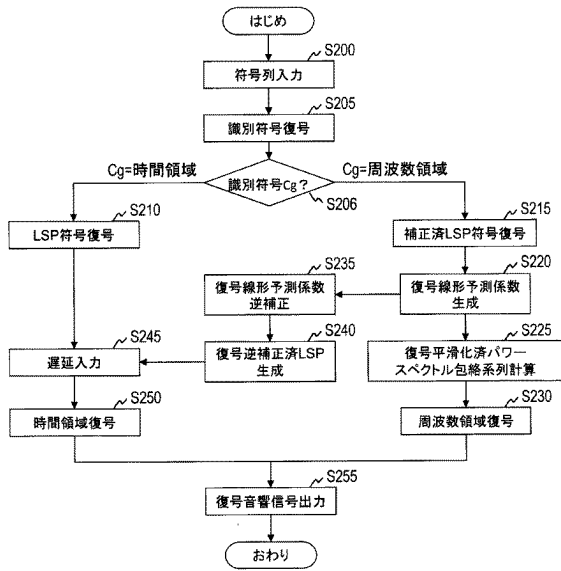 はじめ
S200
符号列入力
S205
識別符号復号
Cg=時間領域
Cg=周波数領域
識別符号Cg?
S206
S210
LSP符号復号
S215
補正済LSP符号復号
S235
復号線形予測係数
逆補正
S220
復号線形予測係数
生成
S245
遅延入力
S240
復号逆補正済LSP
生成
S225
復号平滑化済パワー
スペクトル包絡系列計算
S250
時間領域復号
S230
周波数領域復号
S255
復号音響信号出力
おわり